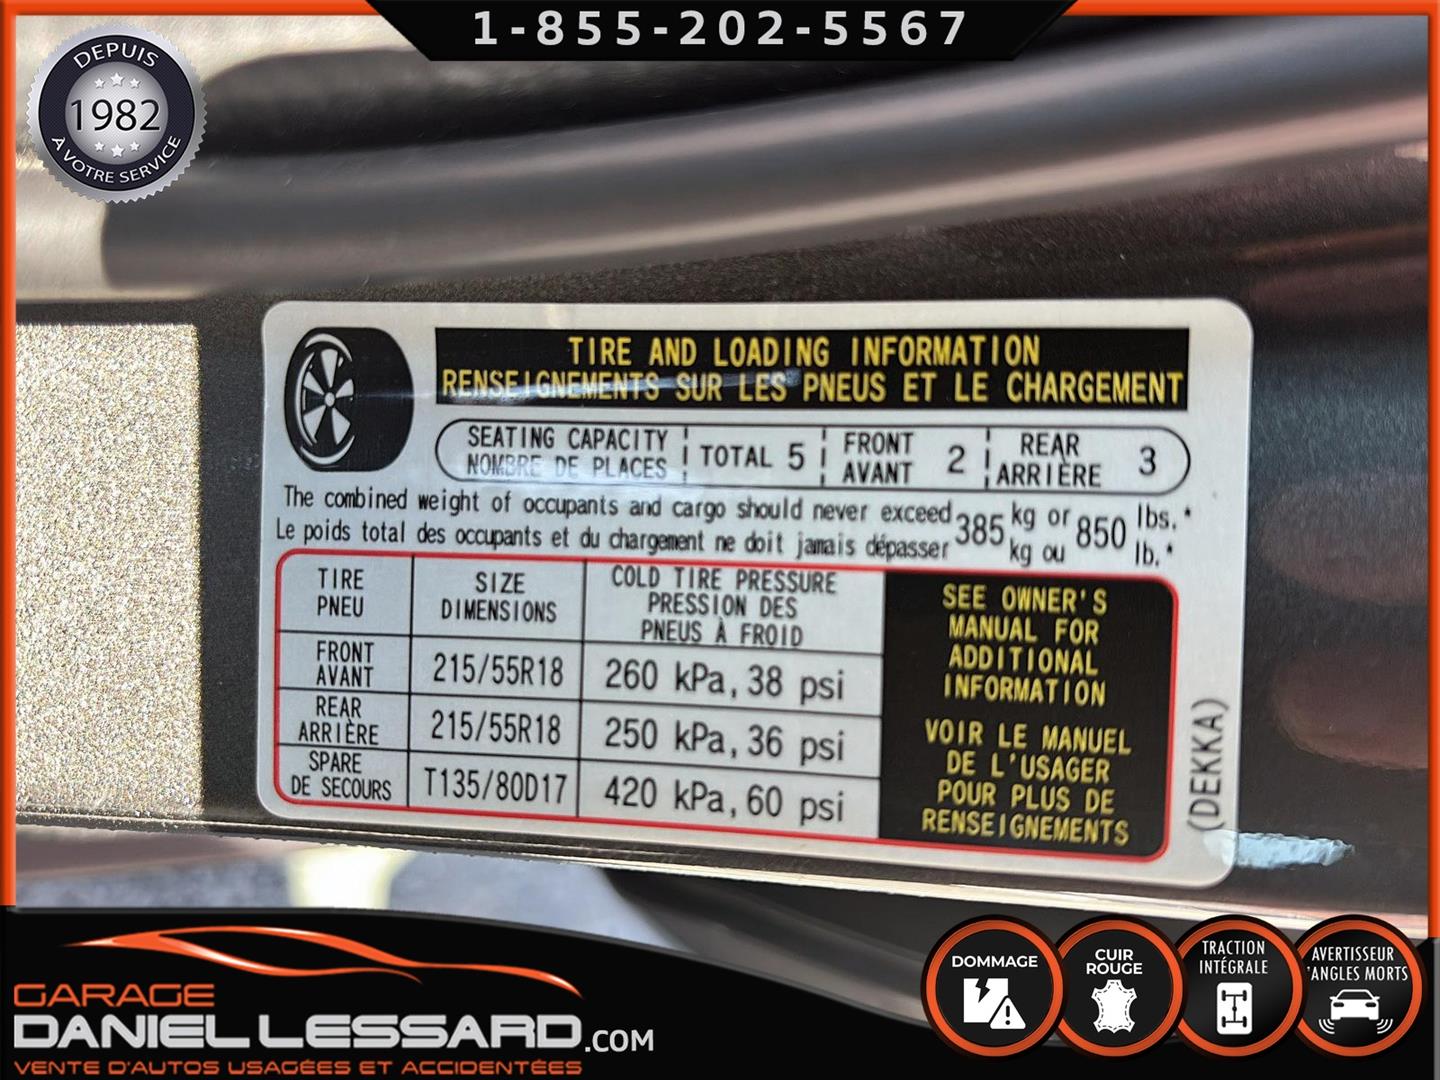 1-855-202-5567
DEPUIS
1982
À VOTRE SERVICE
TIRE AND LOADING INFORMATION
RENSEIGNEMENTS SUR LES PNEUS ET LE CHARGEMENT
SEATING CAPACITY
NOMBRE DE PLACES
TOTAL 5
FRONT
AVANT
2
REAR
ARRIÈRE
3
The combined weight of occupants and cargo should never exceed 385 kg or 850 lbs.*
Le poids total des occupants et du chargement ne doit jamais dépasser kg ou lb.*
TIRE
PNEU
SIZE
DIMENSIONS
COLD TIRE PRESSURE
PRESSION DES
PNEUS À FROID
FRONT
AVANT
215/55R18
260 kPa, 38 psi
REAR
ARRIÈRE
215/55R18
250 kPa, 36 psi
SPARE
DE SECOURS
T135/80D17
420 kPa, 60 psi
SEE OWNER'S
MANUAL FOR
ADDITIONAL
INFORMATION
VOIR LE MANUEL
DE L'USAGER
POUR PLUS DE
RENSEIGNEMENTS
(DEKKA)
GARAGE
DANIEL LESSARD.COM
VENTE D'AUTOS USAGÉES ET ACCIDENTÉES
DOMMAGE
CUIR
ROUGE
TRACTION
INTÉGRALE
AVERTISSEUR
D'ANGLES MORTS